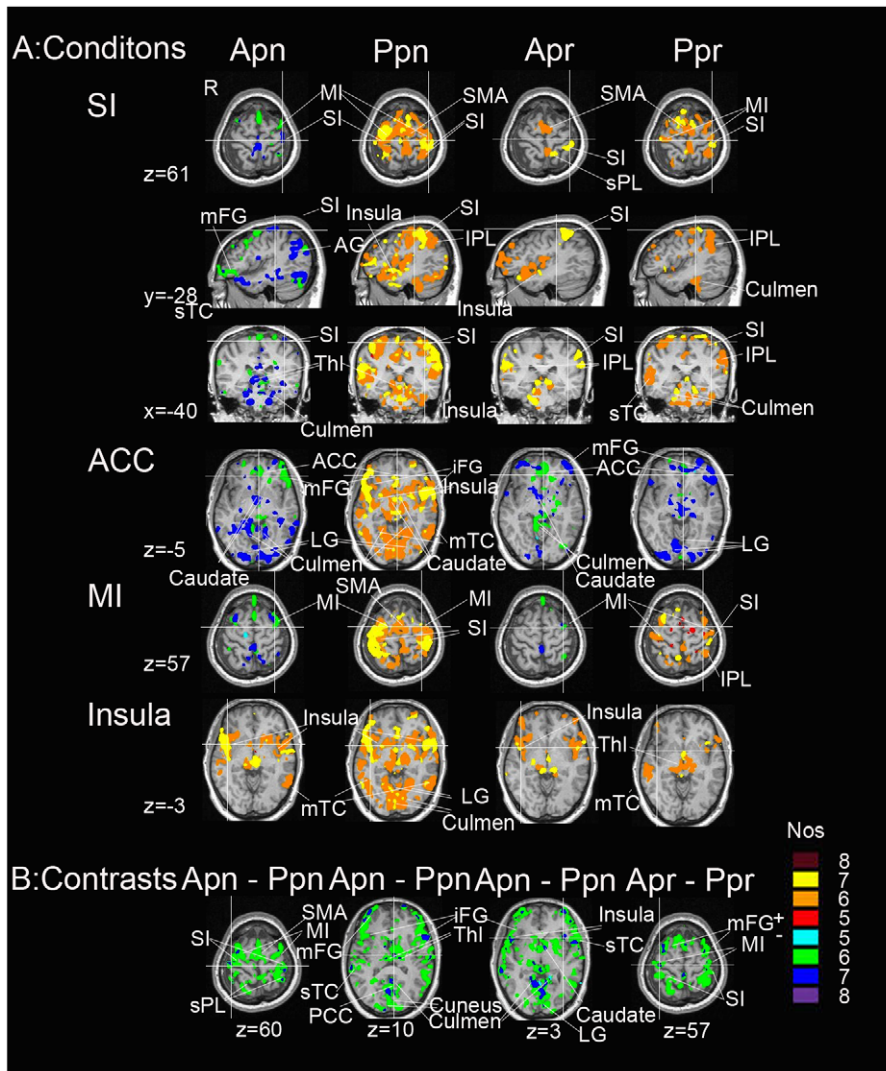 A:Conditons Apn Ppn Apr Ppr
R
SI MI SMA SMA MI
SI SI SI SI
sPL
z=61
SI Insula SI SI
mFG AG IPL IPL
Culmen
y=-28
sTC Insula
SI SI SI SI
Thl IPL IPL
x=-40 Insula sTC Culmen
Culmen
ACC ACC iFG mFG
mFG Insula ACC
z=-5 LG mTC LG
Culmen Culmen
Caudate Caudate Caudate
SMA
MI MI MI MI SI
SI
z=57 IPL
Insula Insula Insula
Thl
z=-3 mTC LG mTC
Culmen
Nos
8
7
6
5
5
6
7
8
B:Contrasts Apn - Ppn Apn - Ppn Apn - Ppn Apr - Ppr
SMA iFG Insula mFG +
SI MI Thl sTC MI -
mFG
sPL sTC Cuneus Caudate SI
PCC Culmen LG
z=60 z=10 z=3 z=57